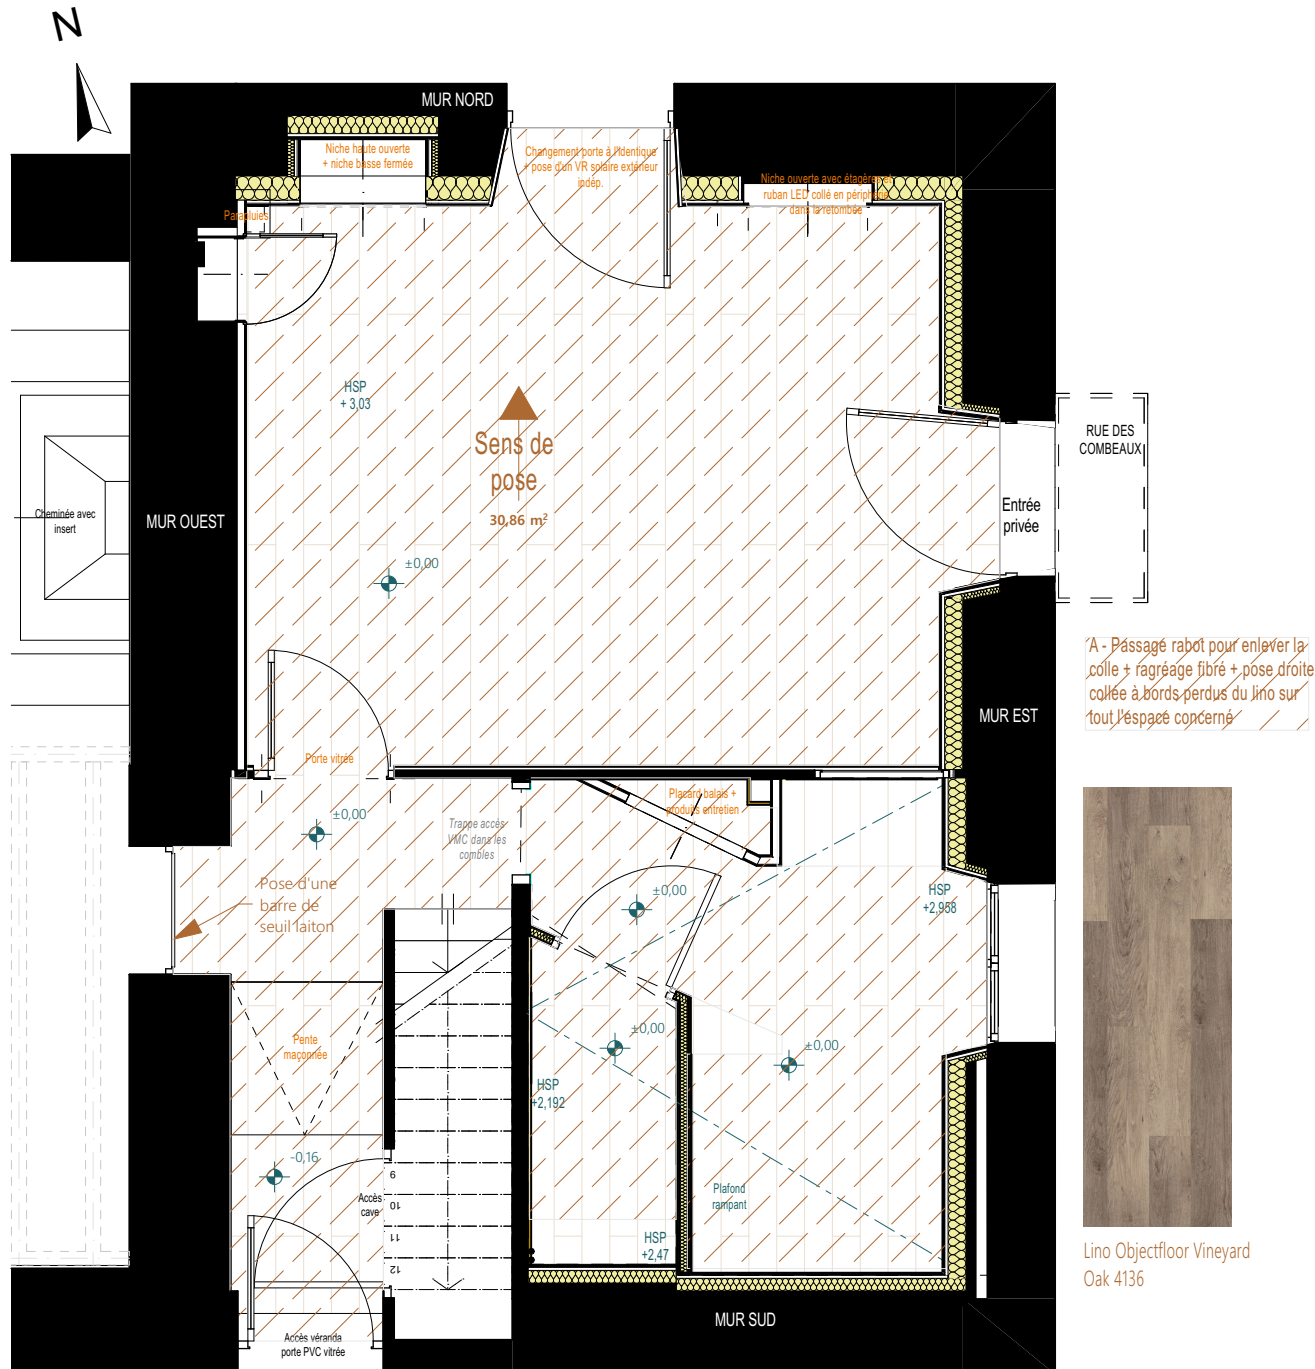 N
MUR NORD
Niche haute ouverte
+ niche basse fermée
Changement porte à l'identique
+ pose d'un VR solaire extérieur
indép.
Niche ouverte avec étagères et
ruban LED collé en périphérie
dans la retombée
Parapluies
HSP
+ 3,03
Sens de
pose
30,86 m²
RUE DES
COMBEAUX
Cheminée avec
insert
MUR OUEST
Entrée
privée
±0,00
A - Passage rabot pour enlever la
colle + ragréage fibré + pose droite
collée à bords perdus du lino sur
tout l'espace concerné
MUR EST
Porte vitrée
Placard balais +
produits entretien
±0,00
Trappe accès
VMC dans les
combles
Pose d'une
barre de
seuil laiton
±0,00
HSP
+2,958
Pente
maçonnée
±0,00
±0,00
HSP
+2,192
-0,16
Accès
cave
9
10
11
12
Plafond
rampant
HSP
+2,47
Lino Objectfloor Vineyard
Oak 4136
MUR SUD
Accès véranda
porte PVC vitrée